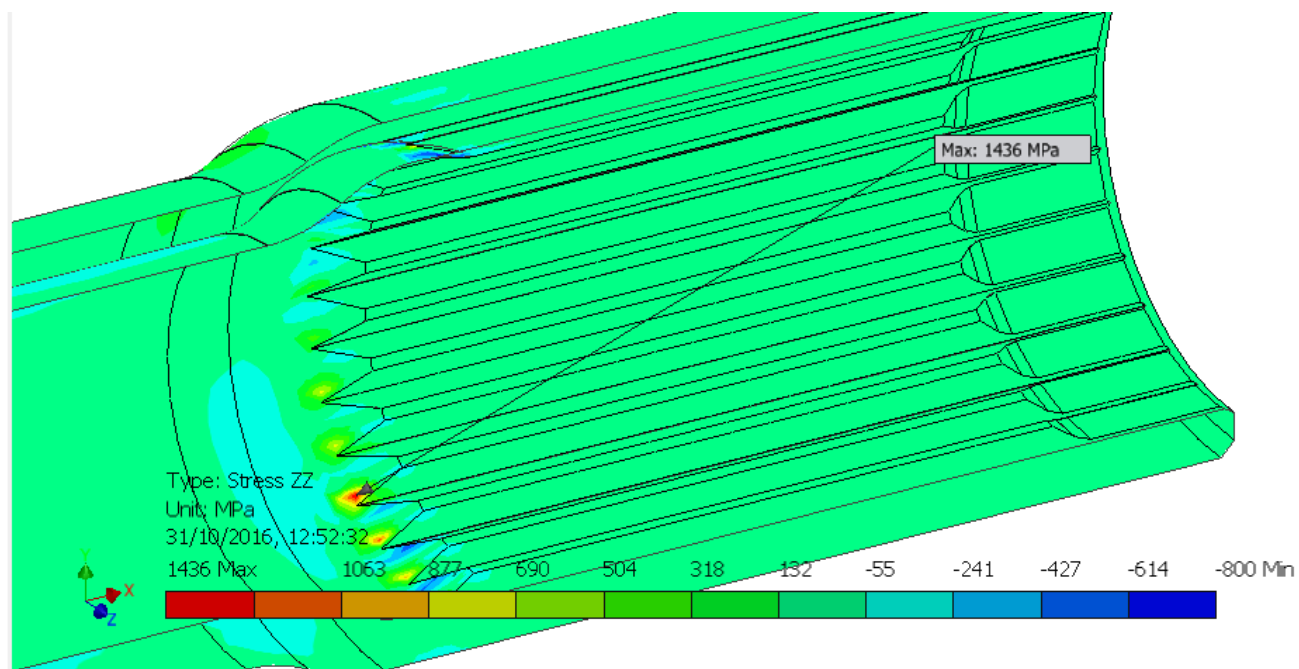 Max: 1436 MPa
Type: Stress ZZ
Unit: MPa
31/10/2016, 12:52:32
1436 Max 1063 877 690 504 318 132 -55 -241 -427 -614 -800 Min
Y
X
Z